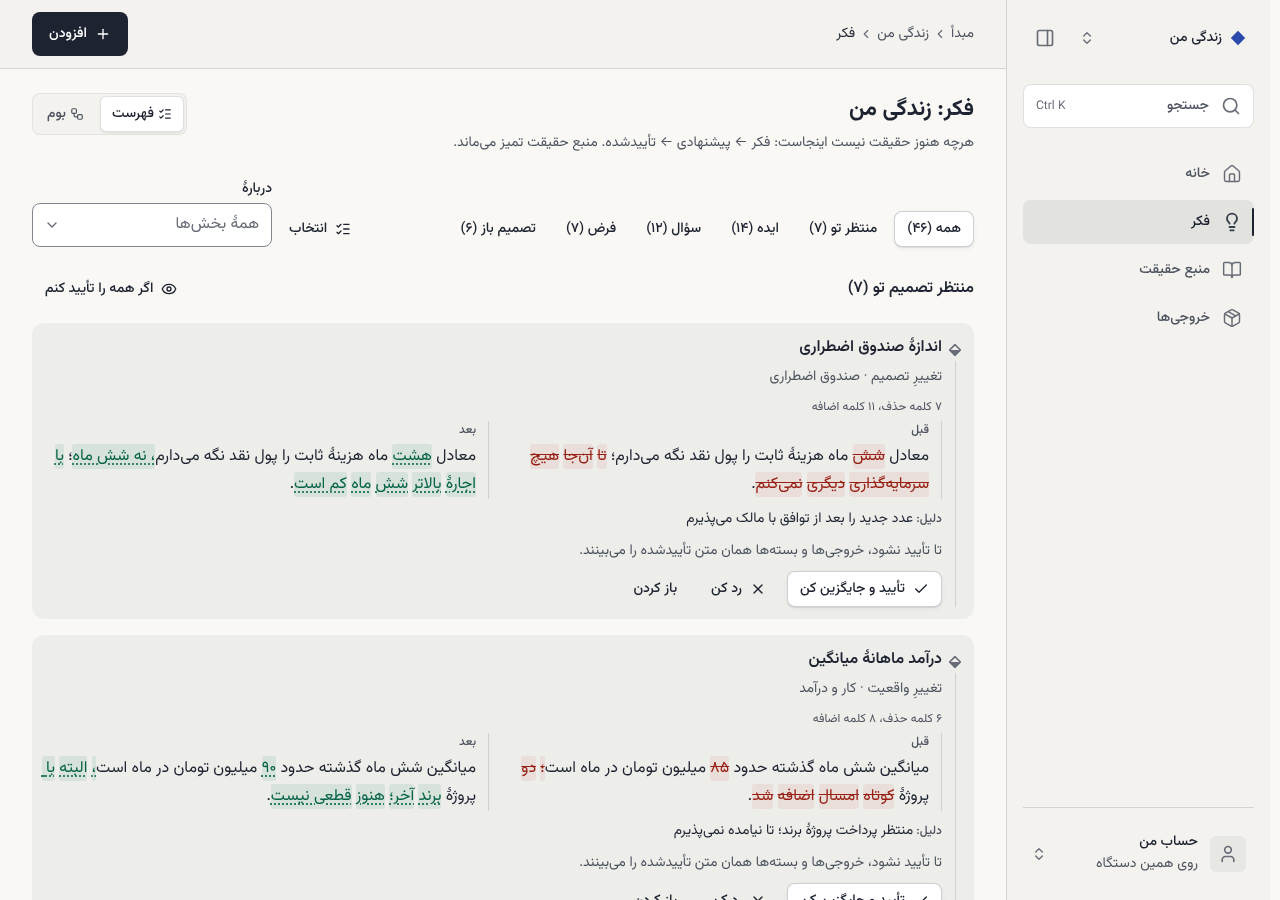 زندگی من
جستجو
Ctrl K
خانه
فکر
منبع حقیقت
خروجی‌ها
حساب من
روی همین دستگاه
مبدأ › زندگی من › فکر
افزودن
فکر: زندگی من
هرچه هنوز حقیقت نیست اینجاست: فکر ← پیشنهادی ← تأییدشده. منبع حقیقت تمیز می‌ماند.
فهرست
بوم
همه (۴۶)
منتظر تو (۷)
ایده (۱۴)
سؤال (۱۲)
فرض (۷)
تصمیم باز (۶)
انتخاب
دربارهٔ
همهٔ بخش‌ها
منتظر تصمیم تو (۷)
اگر همه را تأیید کنم
اندازهٔ صندوق اضطراری
تغییرِ تصمیم · صندوق اضطراری
۷ کلمه حذف، ۱۱ کلمه اضافه
قبل
معادل شش ماه هزینهٔ ثابت را پول نقد نگه می‌دارم؛ تا آن‌جا هیچ
سرمایه‌گذاری دیگری نمی‌کنم.
بعد
معادل هشت ماه هزینهٔ ثابت را پول نقد نگه می‌دارم، نه شش ماه؛ با
اجارهٔ بالاتر شش ماه کم است.
دلیل: عدد جدید را بعد از توافق با مالک می‌پذیرم
تا تأیید نشود، خروجی‌ها و بسته‌ها همان متن تأییدشده را می‌بینند.
تأیید و جایگزین کن
رد کن
باز کردن
درآمد ماهانهٔ میانگین
تغییرِ واقعیت · کار و درآمد
۶ کلمه حذف، ۸ کلمه اضافه
قبل
میانگین شش ماه گذشته حدود ۸۵ میلیون تومان در ماه است؛ دو
پروژهٔ کوتاه امسال اضافه شد.
بعد
میانگین شش ماه گذشته حدود ۹۰ میلیون تومان در ماه است، البته با
پروژهٔ برند آخر؛ هنوز قطعی نیست.
دلیل: منتظر پرداخت پروژهٔ برند؛ تا نیامده نمی‌پذیرم
تا تأیید نشود، خروجی‌ها و بسته‌ها همان متن تأییدشده را می‌بینند.
تأیید و جایگزین کن
رد کن
باز کردن